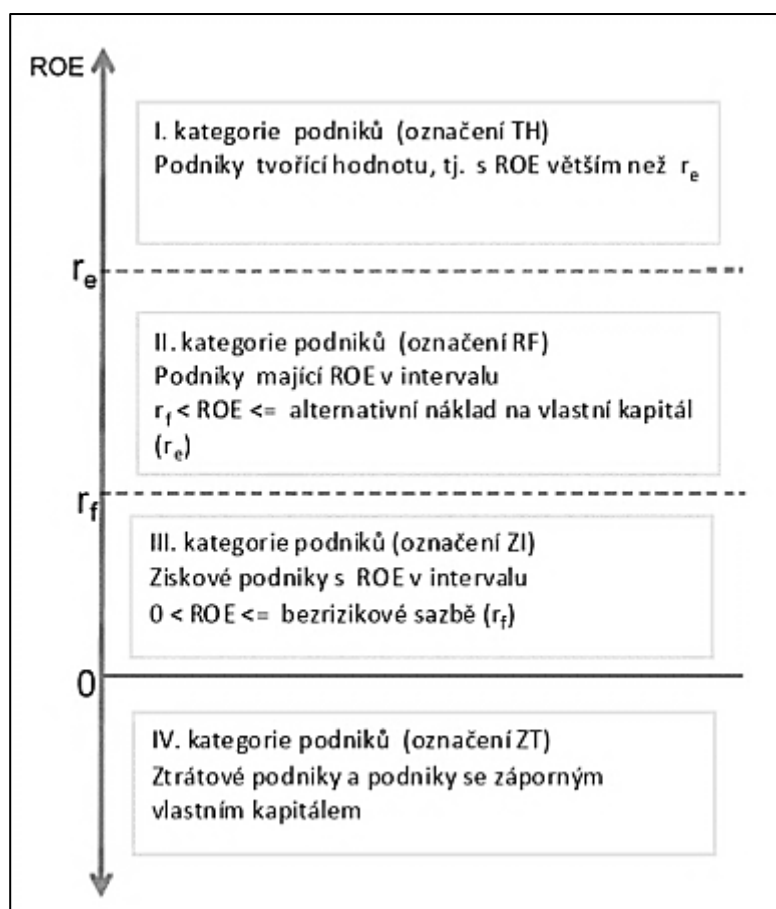 ROE
I. kategorie podniků (označení TH)
Podniky tvořící hodnotu, tj. s ROE větším než re
re
II. kategorie podniků (označení RF)
Podniky mající ROE v intervalu
rf < ROE <= alternativní náklad na vlastní kapitál
(re)
rf
III. kategorie podniků (označení ZI)
Ziskové podniky s ROE v intervalu
0 < ROE <= bezrizikové sazbě (rf)
0
IV. kategorie podniků (označení ZT)
Ztrátové podniky a podniky se záporným
vlastním kapitálem